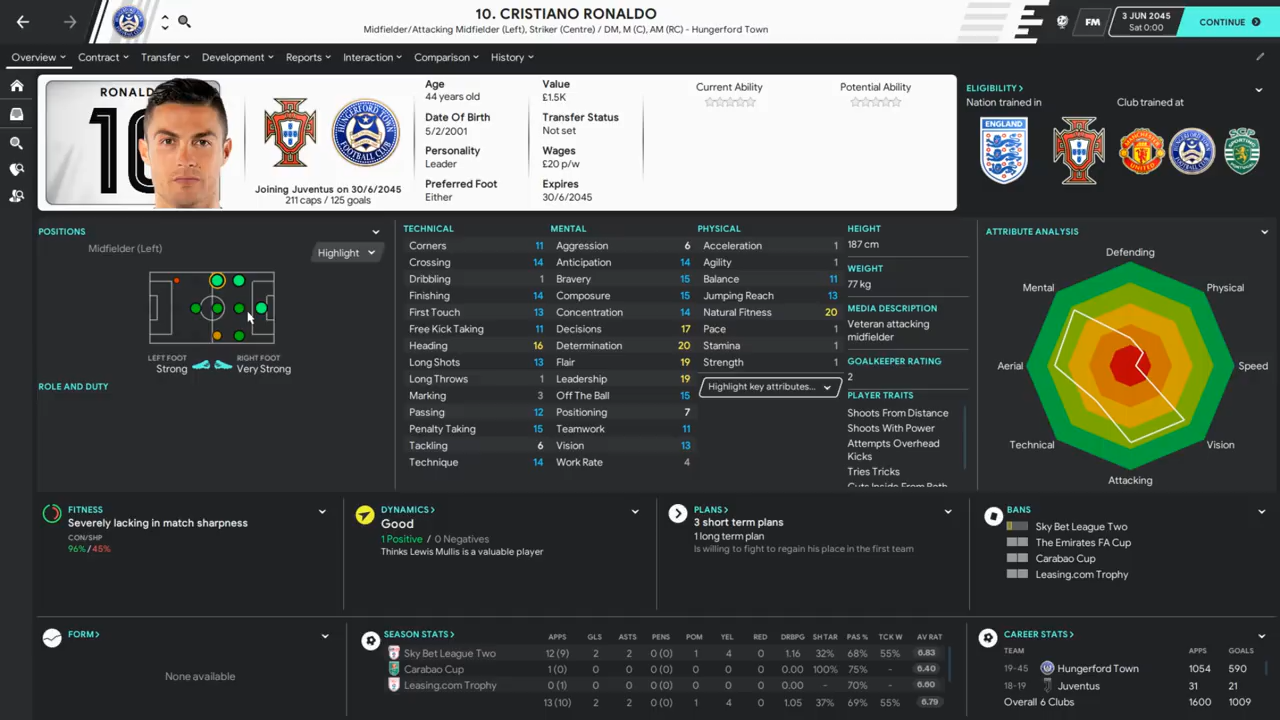 10. CRISTIANO RONALDO
Midfielder/Attacking Midfielder (Left), Striker (Centre) / DM, M (C), AM (RC) - Hungerford Town
FM
3 JUN 2045
Sat 0:00
CONTINUE
Overview
Contract
Transfer
Development
Reports
Interaction
Comparison
History
RONALD
10
Joining Juventus on 30/6/2045
211 caps / 125 goals
Age
44 years old
Date Of Birth
5/2/2001
Personality
Leader
Preferred Foot
Either
Value
£1.5K
Transfer Status
Not set
Wages
£20 p/w
Expires
30/6/2045
Current Ability
Potential Ability
ELIGIBILITY>
Nation trained in
Club trained at
ENGLAND
POSITIONS
Midfielder (Left)
Highlight
LEFT FOOT
Strong
RIGHT FOOT
Very Strong
ROLE AND DUTY
TECHNICAL
Corners 11
Crossing 14
Dribbling 1
Finishing 14
First Touch 13
Free Kick Taking 11
Heading 16
Long Shots 13
Long Throws 1
Marking 3
Passing 12
Penalty Taking 15
Tackling 6
Technique 14
MENTAL
Aggression 6
Anticipation 14
Bravery 15
Composure 15
Concentration 14
Decisions 17
Determination 20
Flair 19
Leadership 19
Off The Ball 15
Positioning 7
Teamwork 11
Vision 13
Work Rate 4
PHYSICAL
Acceleration 1
Agility 1
Balance 11
Jumping Reach 13
Natural Fitness 20
Pace 1
Stamina 1
Strength 1
Highlight key attributes...
HEIGHT
187 cm
WEIGHT
77 kg
MEDIA DESCRIPTION
Veteran attacking
midfielder
GOALKEEPER RATING
2
PLAYER TRAITS
Shoots From Distance
Shoots With Power
Attempts Overhead
Kicks
Tries Tricks
Cuts Inside From Both
ATTRIBUTE ANALYSIS
Defending
Physical
Speed
Vision
Attacking
Technical
Aerial
Mental
FITNESS
Severely lacking in match sharpness
CON/SHP
96%/45%
DYNAMICS>
Good
1 Positive / 0 Negatives
Thinks Lewis Mullis is a valuable player
PLANS>
3 short term plans
1 long term plan
Is willing to fight to regain his place in the first team
BANS
Sky Bet League Two
The Emirates FA Cup
Carabao Cup
Leasing.com Trophy
FORM>
None available
SEASON STATS> APPS GLS ASTS PENS POM YEL RED DRBPG SH TAR PAS % TCK W AV RAT
Sky Bet League Two 12 (9) 2 2 0 (0) 1 4 0 1.16 32% 68% 55% 6.83
Carabao Cup 1 (0) 0 0 0 (0) 0 0 0 0.00 100% 75% - 6.40
Leasing.com Trophy 0 (1) 0 0 0 (0) 0 0 0 0.00 - 70% - 6.60
13 (10) 2 2 0 (0) 1 4 0 1.05 37% 69% 55% 6.79
CAREER STATS>
TEAM APPS GOALS
19-45 Hungerford Town 1054 590
18-19 Juventus 31 21
Overall 6 Clubs 1600 1009